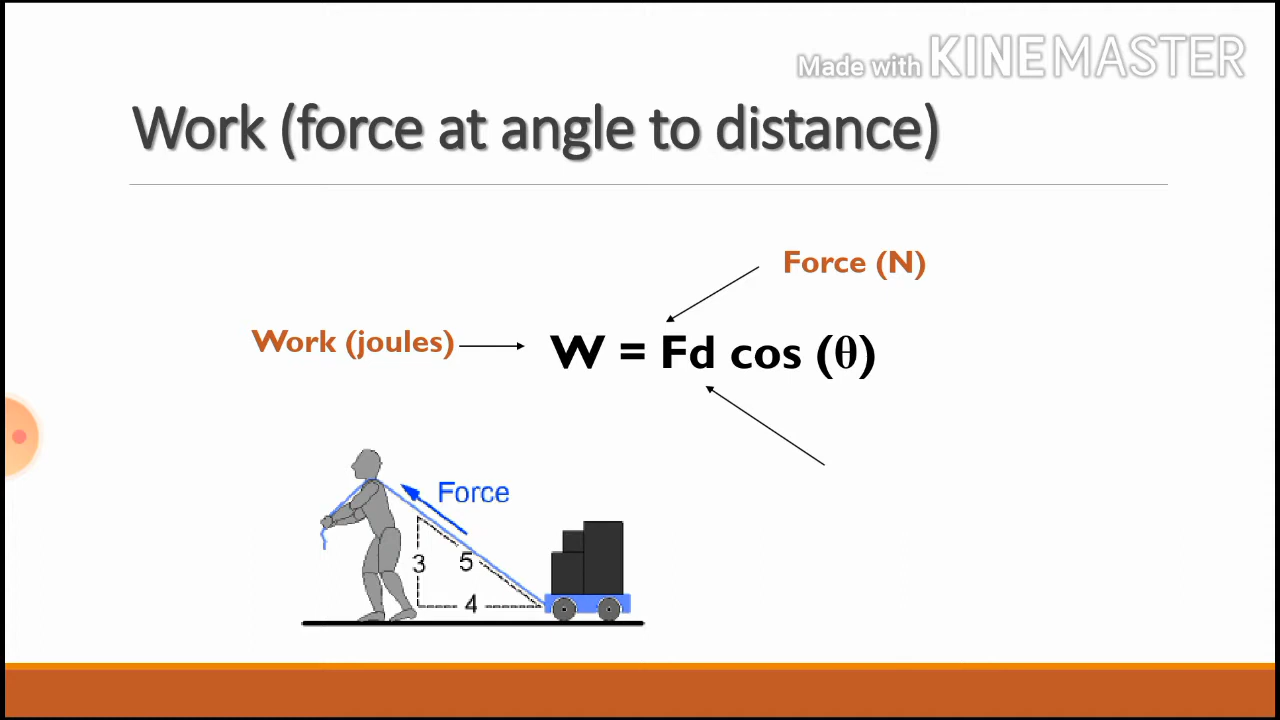 Made with KINEMASTER
Work (force at angle to distance)
Force (N)
Work (joules)
W = Fd cos (θ)
Force
3
5
4